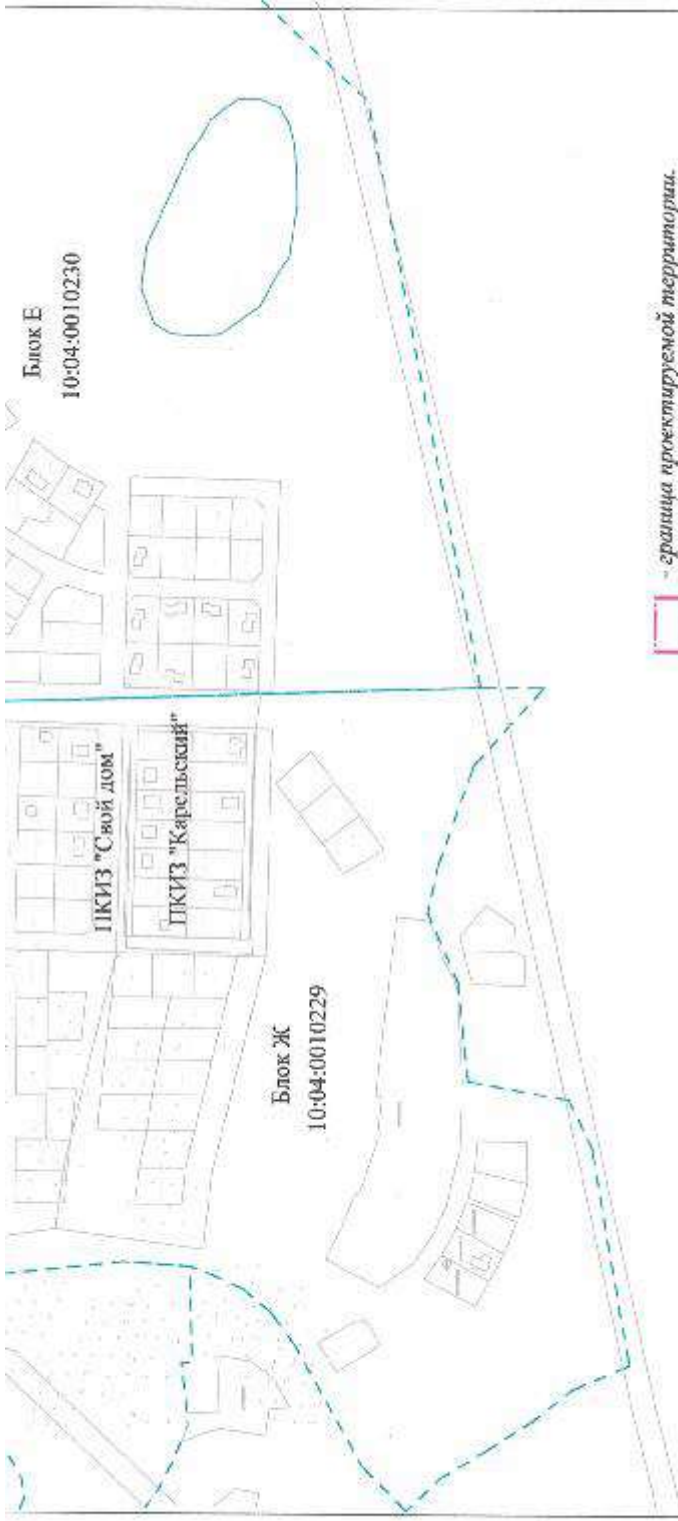 Блок Е
10:04:0010230
ПКИЗ "Свой дом"
ПКИЗ "Карельский"
Блок Ж
10:04:0010229
- граница проектируемой территории.